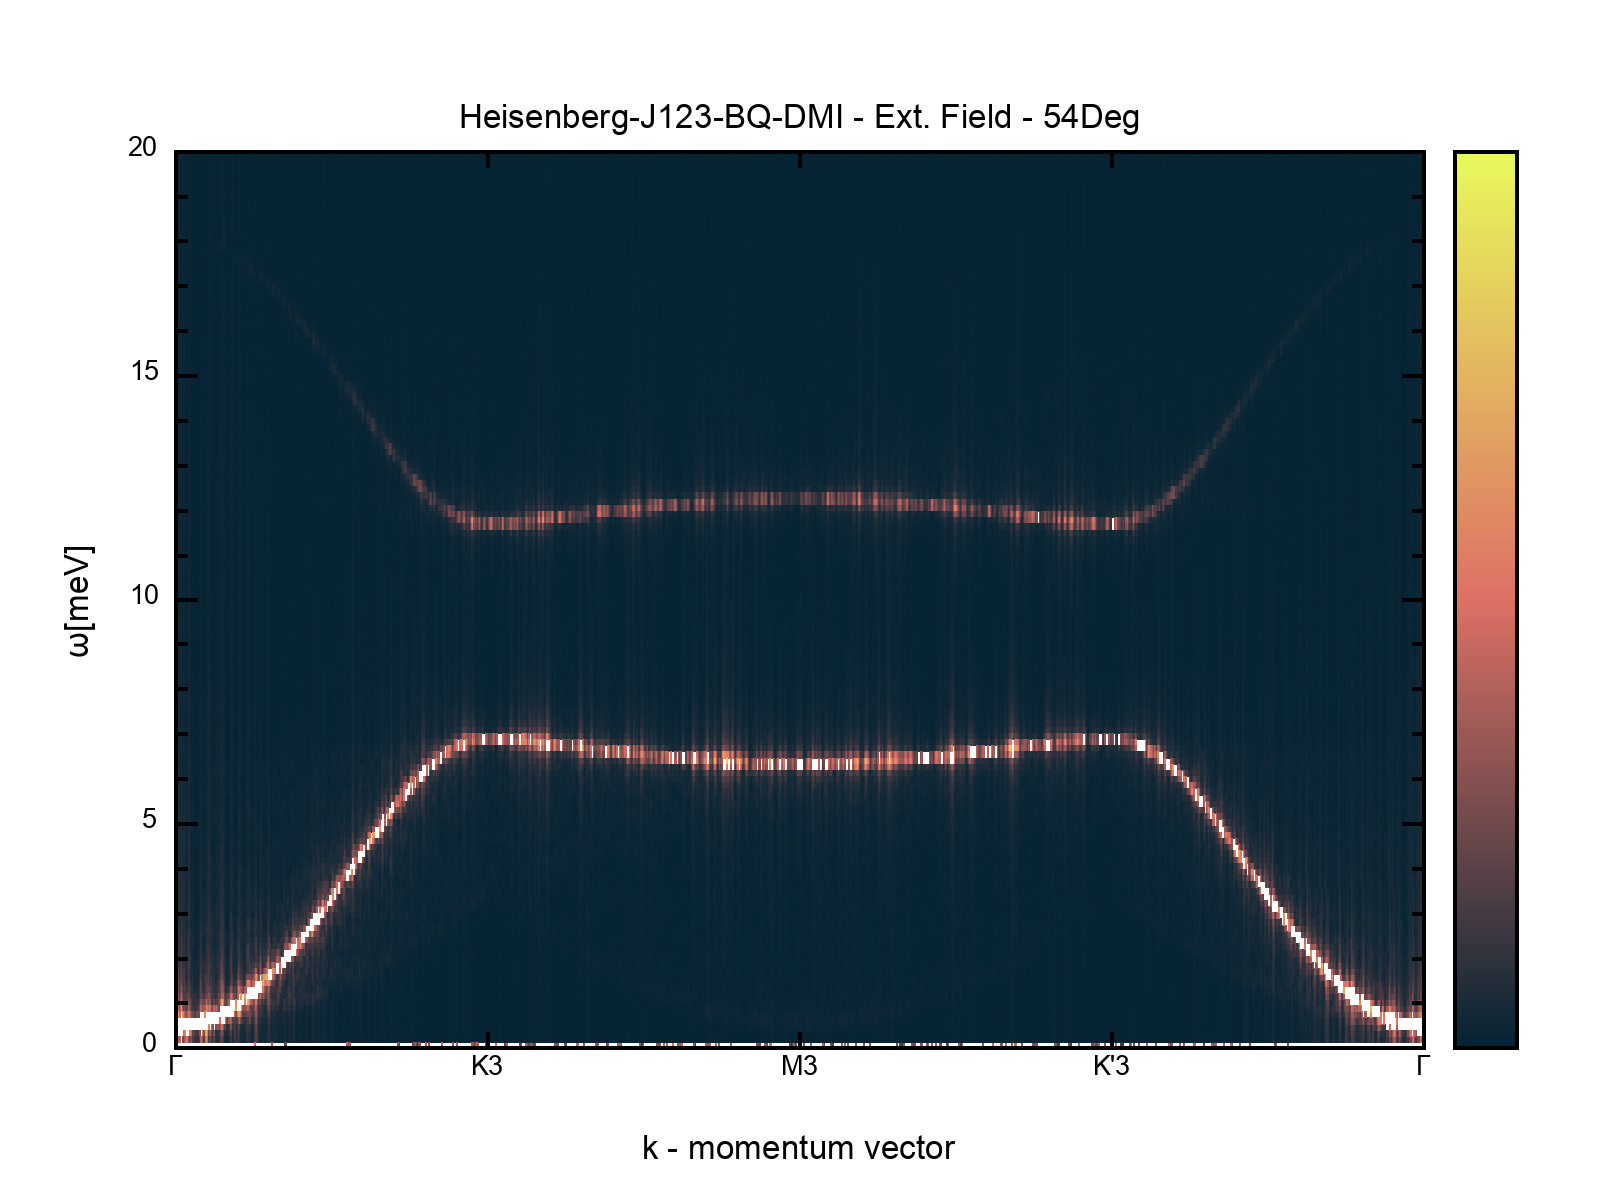 Heisenberg-J123-BQ-DMI - Ext. Field - 54Deg
20
15
10
5
0
ω[meV]
Γ K3 M3 K'3 Γ
k - momentum vector